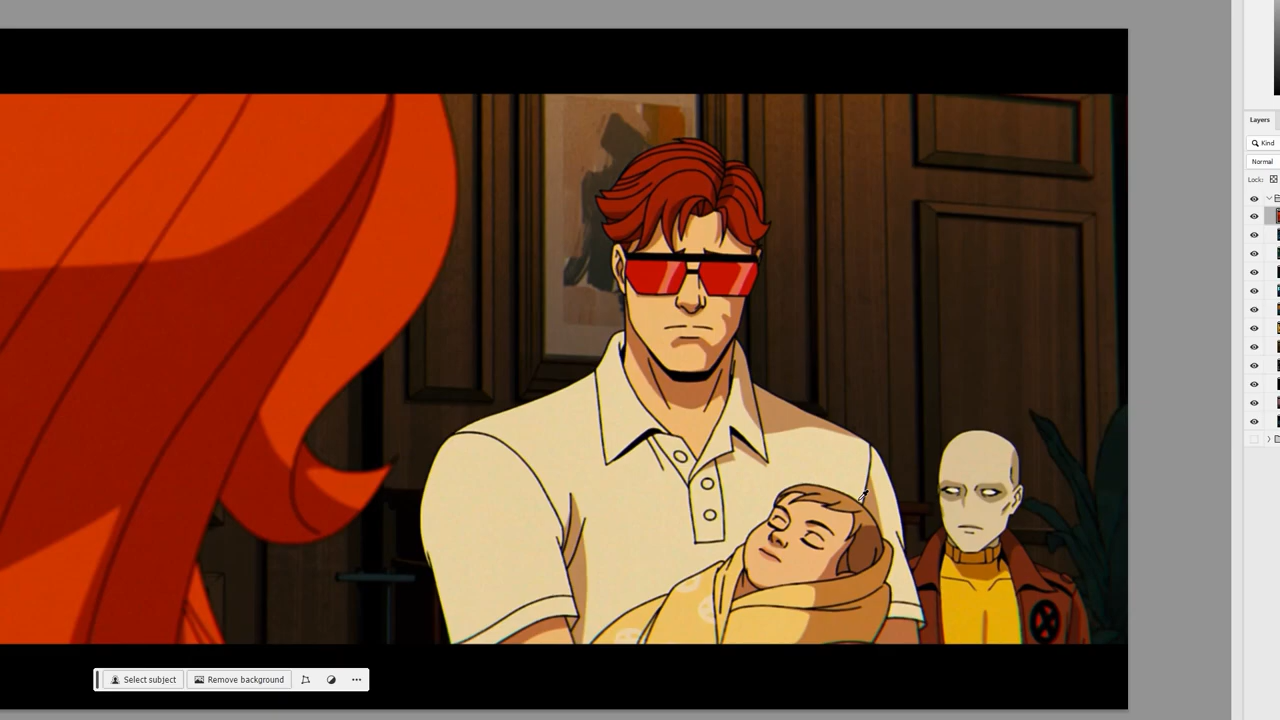 Layers
Kind
Normal
Lock:
Select subject
Remove background